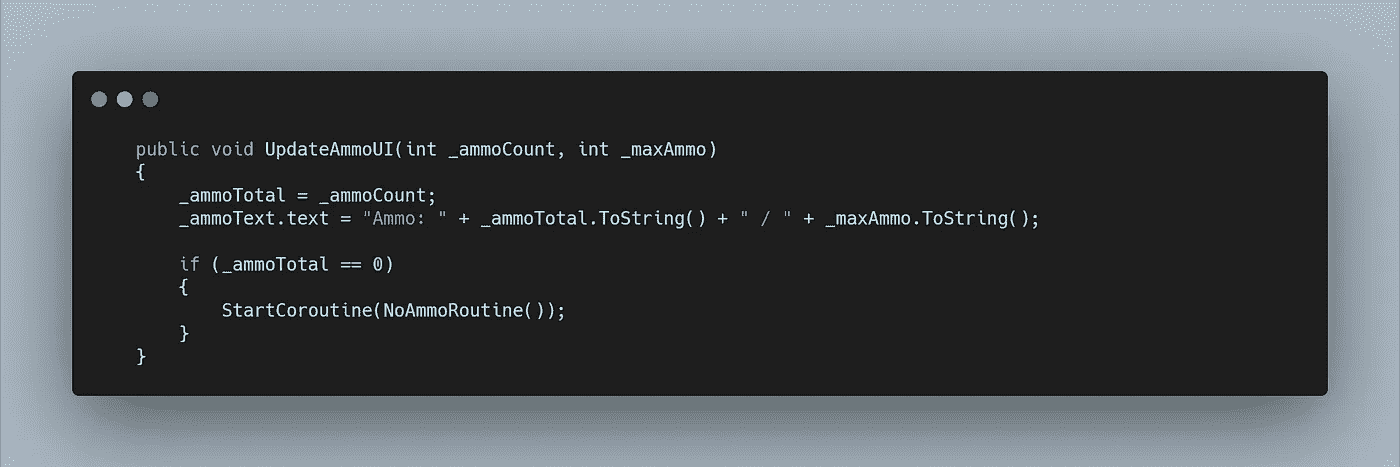 public void UpdateAmmoUI(int _ammoCount, int _maxAmmo)
{
    _ammoTotal = _ammoCount;
    _ammoText.text = "Ammo: " + _ammoTotal.ToString() + " / " + _maxAmmo.ToString();

    if (_ammoTotal == 0)
    {
        StartCoroutine(NoAmmoRoutine());
    }
}